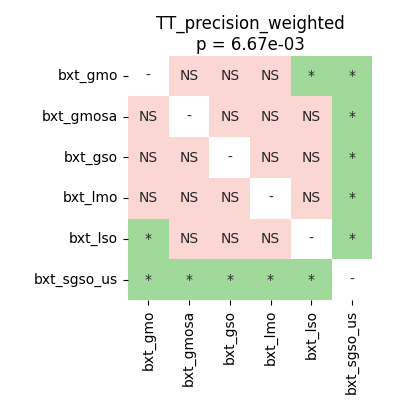 TT_precision_weighted
p = 6.67e-03
bxt_gmo - NS NS NS * *
bxt_gmosa NS - NS NS NS *
bxt_gso NS NS - NS NS *
bxt_lmo NS NS NS - NS *
bxt_lso * NS NS NS - *
bxt_sgso_us * * * * * -
bxt_gmo
bxt_gmosa
bxt_gso
bxt_lmo
bxt_lso
bxt_sgso_us